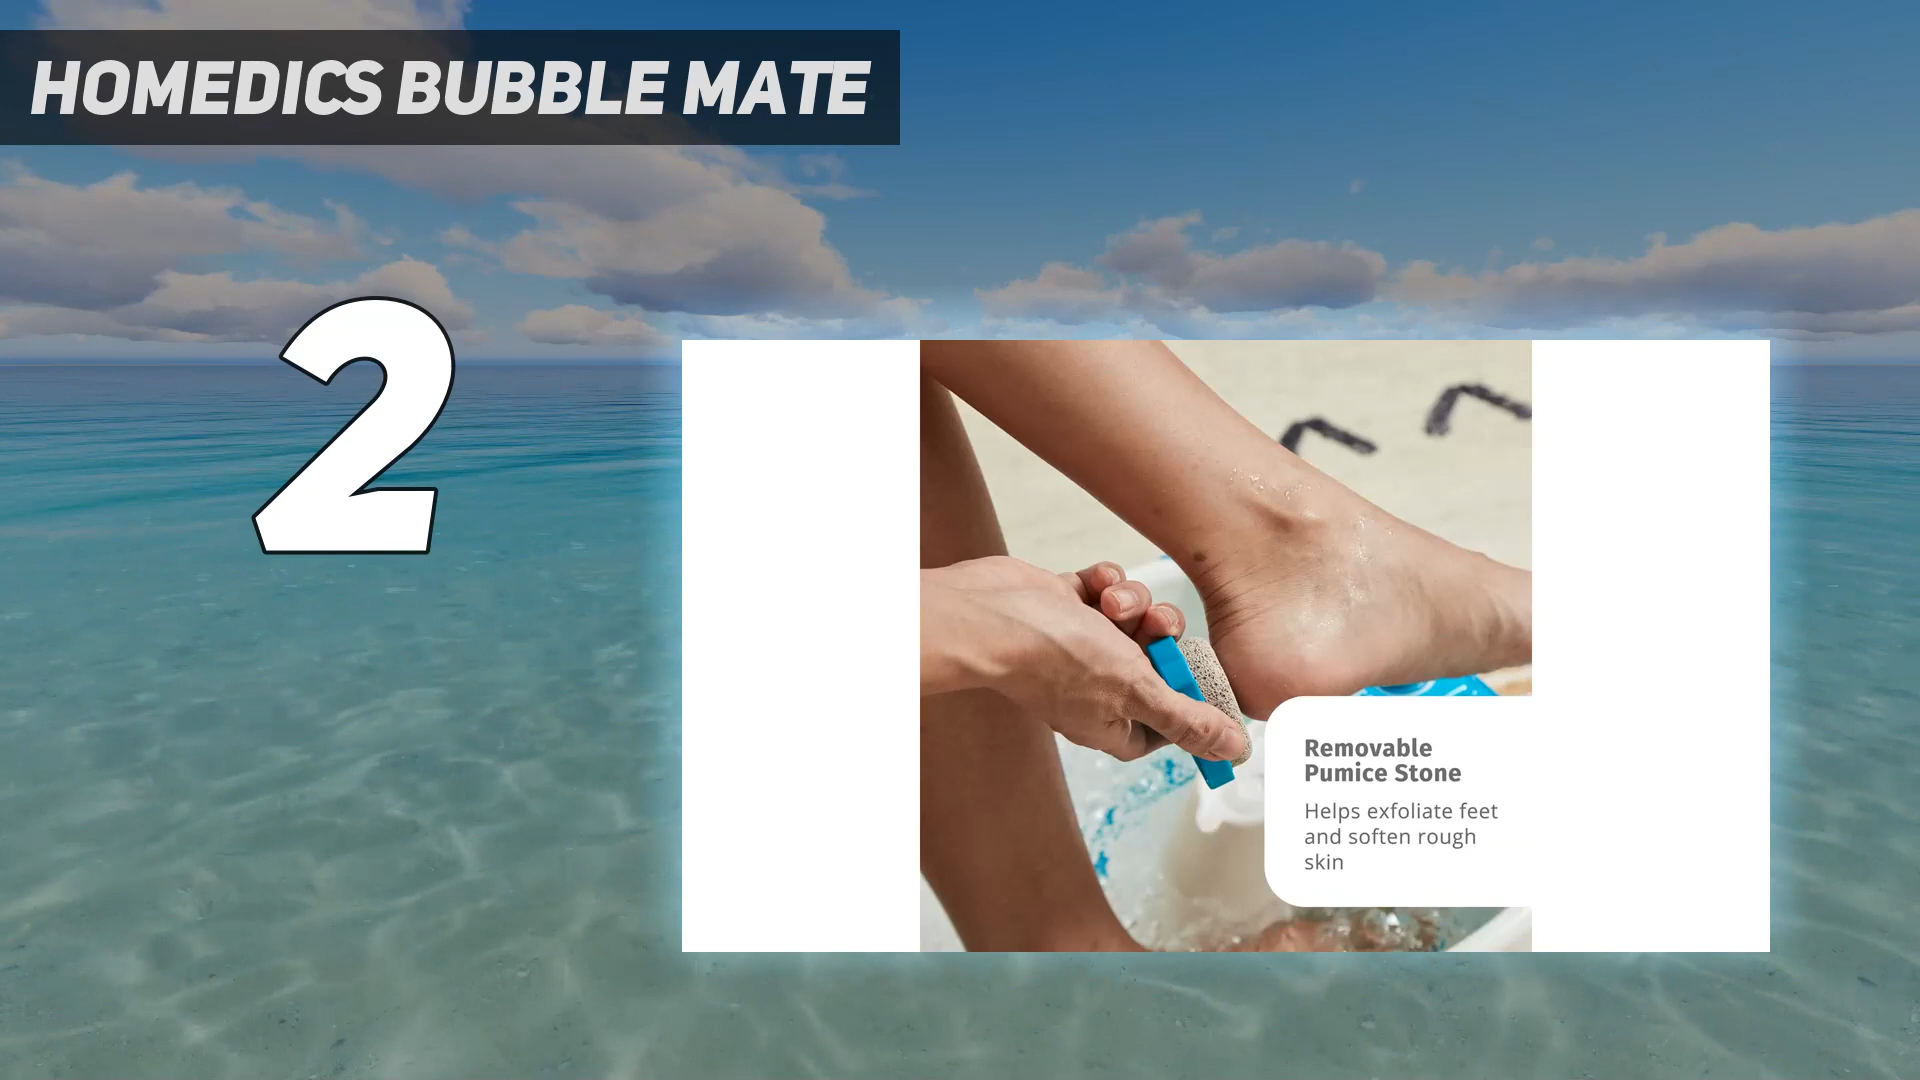 HOMEDICS BUBBLE MATE
2
Removable
Pumice Stone
Helps exfoliate feet
and soften rough
skin